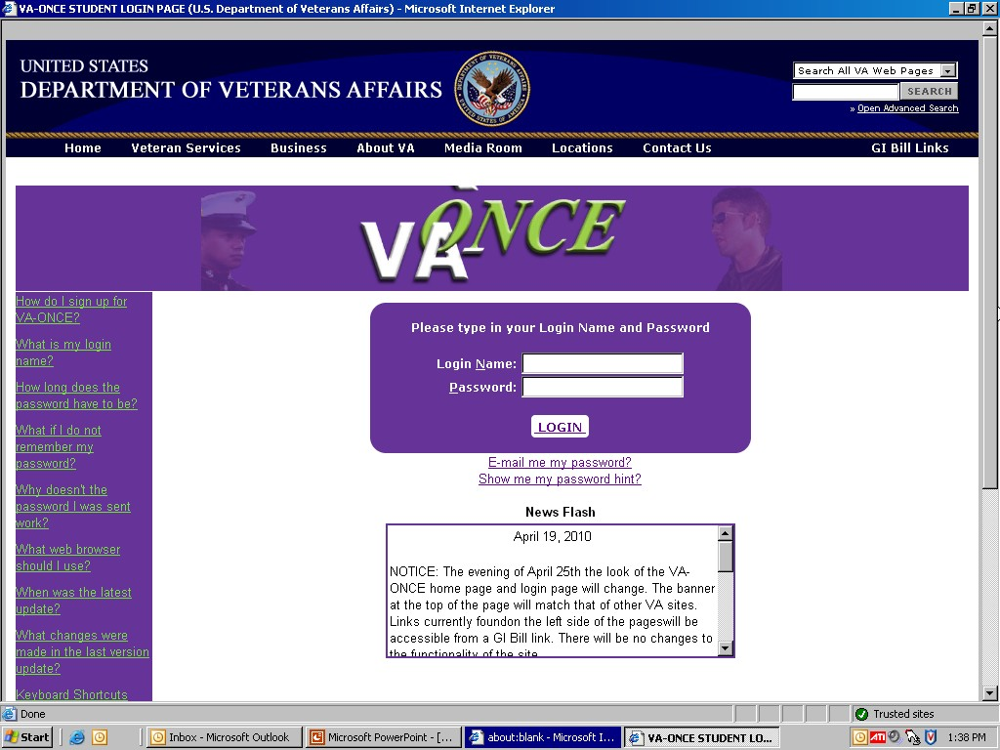 VA-ONCE STUDENT LOGIN PAGE (U.S. Department of Veterans Affairs) - Microsoft Internet Explorer
UNITED STATES
DEPARTMENT OF VETERANS AFFAIRS
Search All VA Web Pages
SEARCH
» Open Advanced Search
Home Veteran Services Business About VA Media Room Locations Contact Us GI Bill Links
VA ONCE
How do I sign up for
VA-ONCE?
What is my login
name?
How long does the
password have to be?
What if I do not
remember my
password?
Why doesn't the
password I was sent
work?
What web browser
should I use?
When was the latest
update?
What changes were
made in the last version
update?
Keyboard Shortcuts
Please type in your Login Name and Password
Login Name:
Password:
LOGIN
E-mail me my password?
Show me my password hint?
News Flash
April 19, 2010
NOTICE: The evening of April 25th the look of the VA-
ONCE home page and login page will change. The banner
at the top of the page will match that of other VA sites.
Links currently foundon the left side of the pageswill be
accessible from a GI Bill link. There will be no changes to
the functionality of the site.
Done
Trusted sites
Start
Inbox - Microsoft Outlook
Microsoft PowerPoint - [...
about:blank - Microsoft I...
VA-ONCE STUDENT LO...
ATI
1:38 PM